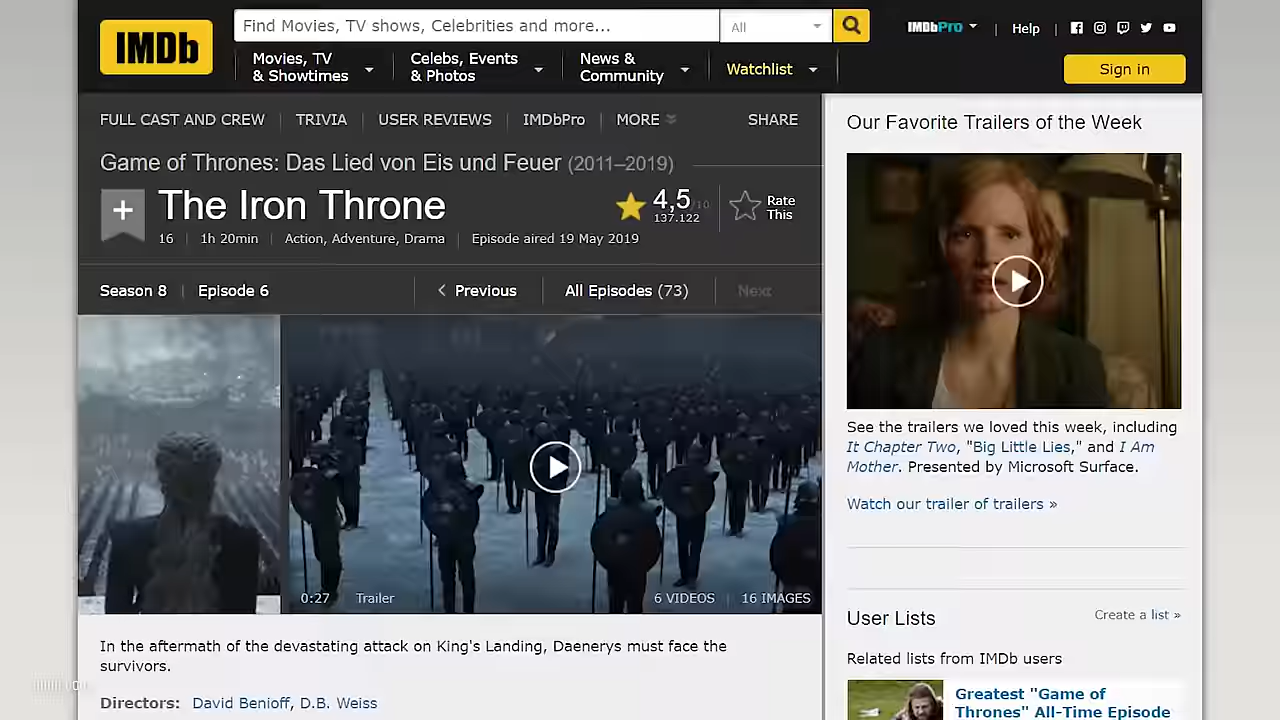 IMDb
Find Movies, TV shows, Celebrities and more...
All
IMDbPro
Help
Movies, TV
& Showtimes
Celebs, Events
& Photos
News &
Community
Watchlist
Sign in
FULL CAST AND CREW
TRIVIA
USER REVIEWS
IMDbPro
MORE
SHARE
Game of Thrones: Das Lied von Eis und Feuer (2011–2019)
The Iron Throne
4,5/10
137.122
Rate
This
16
1h 20min
Action, Adventure, Drama
Episode aired 19 May 2019
Season 8
Episode 6
Previous
All Episodes (73)
Next
0:27
Trailer
6 VIDEOS
16 IMAGES
In the aftermath of the devastating attack on King's Landing, Daenerys must face the
survivors.
Directors: David Benioff, D.B. Weiss
Our Favorite Trailers of the Week
See the trailers we loved this week, including
It Chapter Two, "Big Little Lies," and I Am
Mother. Presented by Microsoft Surface.
Watch our trailer of trailers »
User Lists
Create a list »
Related lists from IMDb users
Greatest "Game of
Thrones" All-Time Episode